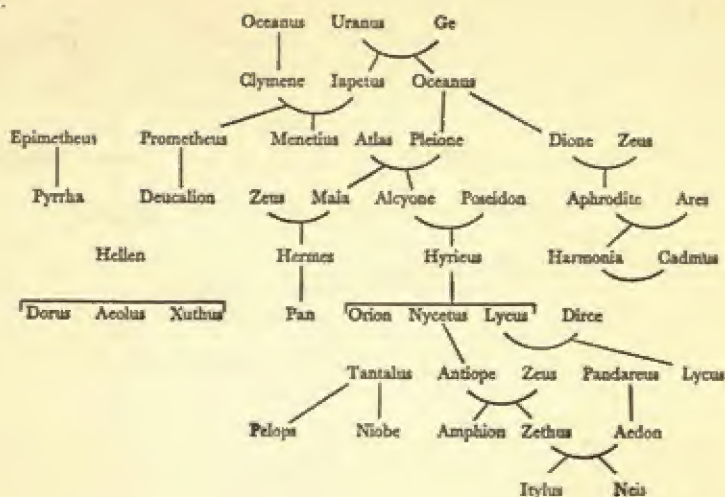 Oceanus Uranus Ge
Clymene Iapetus Oceanus
Epimetheus Prometheus Menetius Atlas Pleione Dione Zeus
Pyrrha Deucalion Zeus Maia Alcyone Poseidon Aphrodite Ares
Hellen Hermes Hyrieus Harmonia Cadmus
Dorus Aeolus Xuthus Pan Orion Nycetus Lycus Dirce
Tantalus Antiope Zeus Pandareus Lycus
Pelops Niobe Amphion Zethus Aedon
Itylus Neis